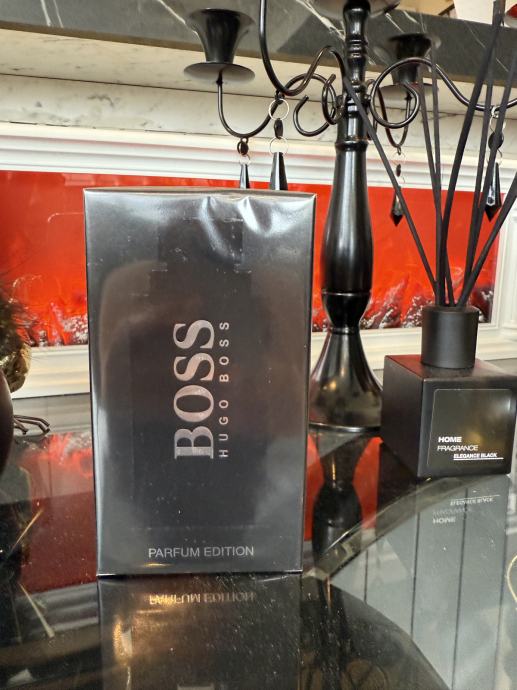 BOSS
HUGO BOSS
PARFUM EDITION
HOME
FRAGRANCE
ELEGANCE BLACK